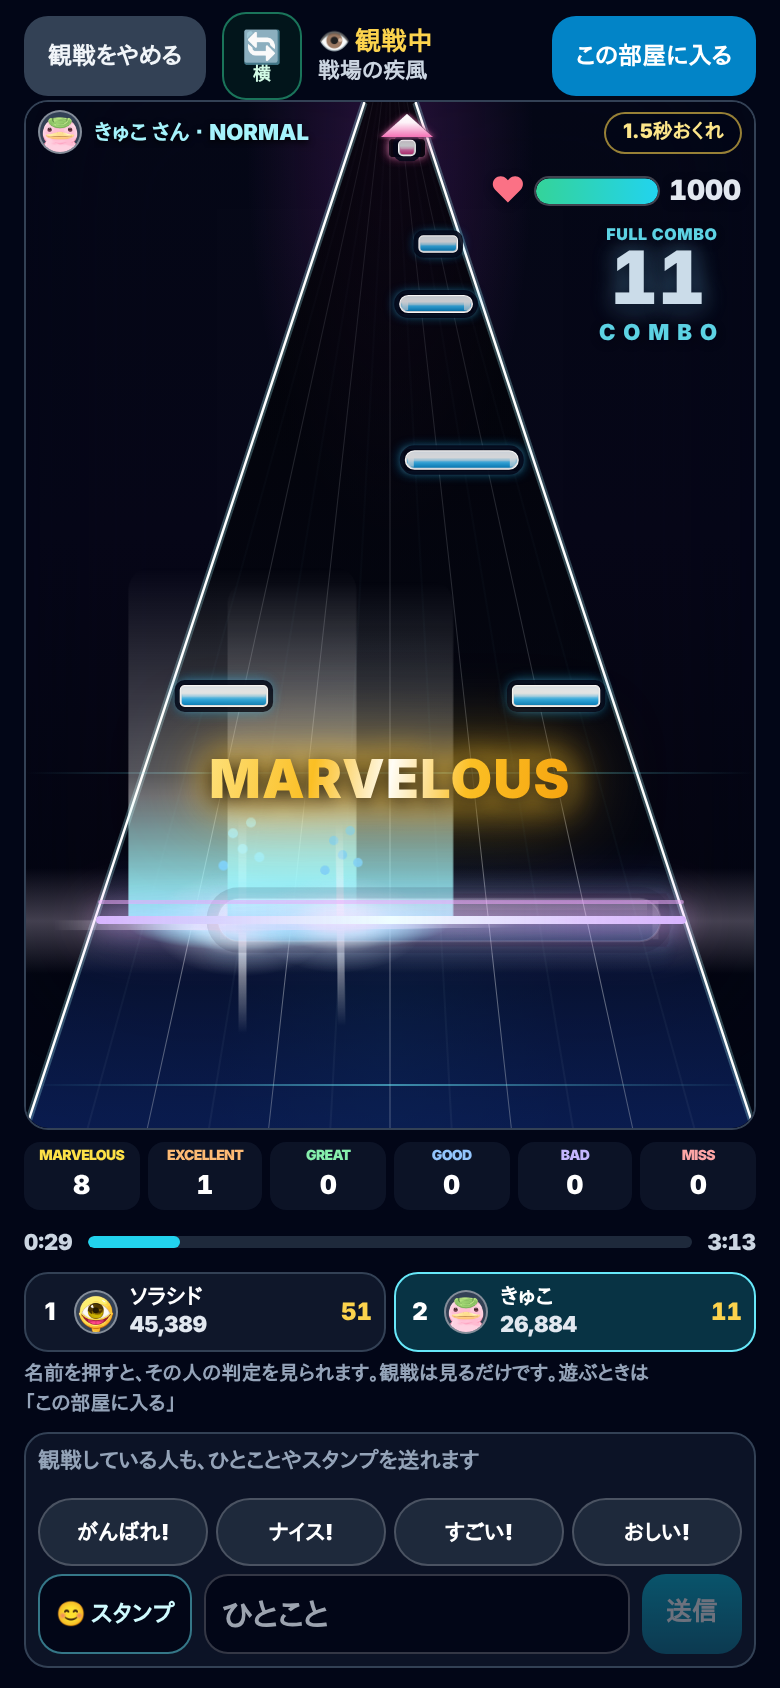 観戦をやめる
横
観戦中
戦場の疾風
この部屋に入る
きゅこ さん・NORMAL
1.5秒おくれ
1000
FULL COMBO
11
COMBO
MARVELOUS
MARVELOUS
8
EXCELLENT
1
GREAT
0
GOOD
0
BAD
0
MISS
0
0:29
3:13
1
ソラシド
45,389
51
2
きゅこ
26,884
11
名前を押すと、その人の判定を見られます。観戦は見るだけです。遊ぶときは
「この部屋に入る」
観戦している人も、ひとことやスタンプを送れます
がんばれ!
ナイス!
すごい!
おしい!
スタンプ
ひとこと
送信